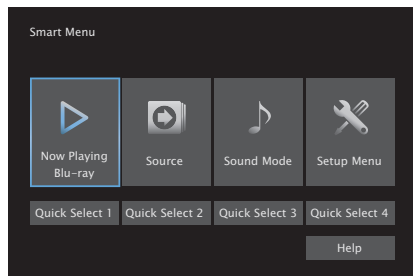 Smart Menu
Now Playing
Blu-ray
Source
Sound Mode
Setup Menu
Quick Select 1
Quick Select 2
Quick Select 3
Quick Select 4
Help